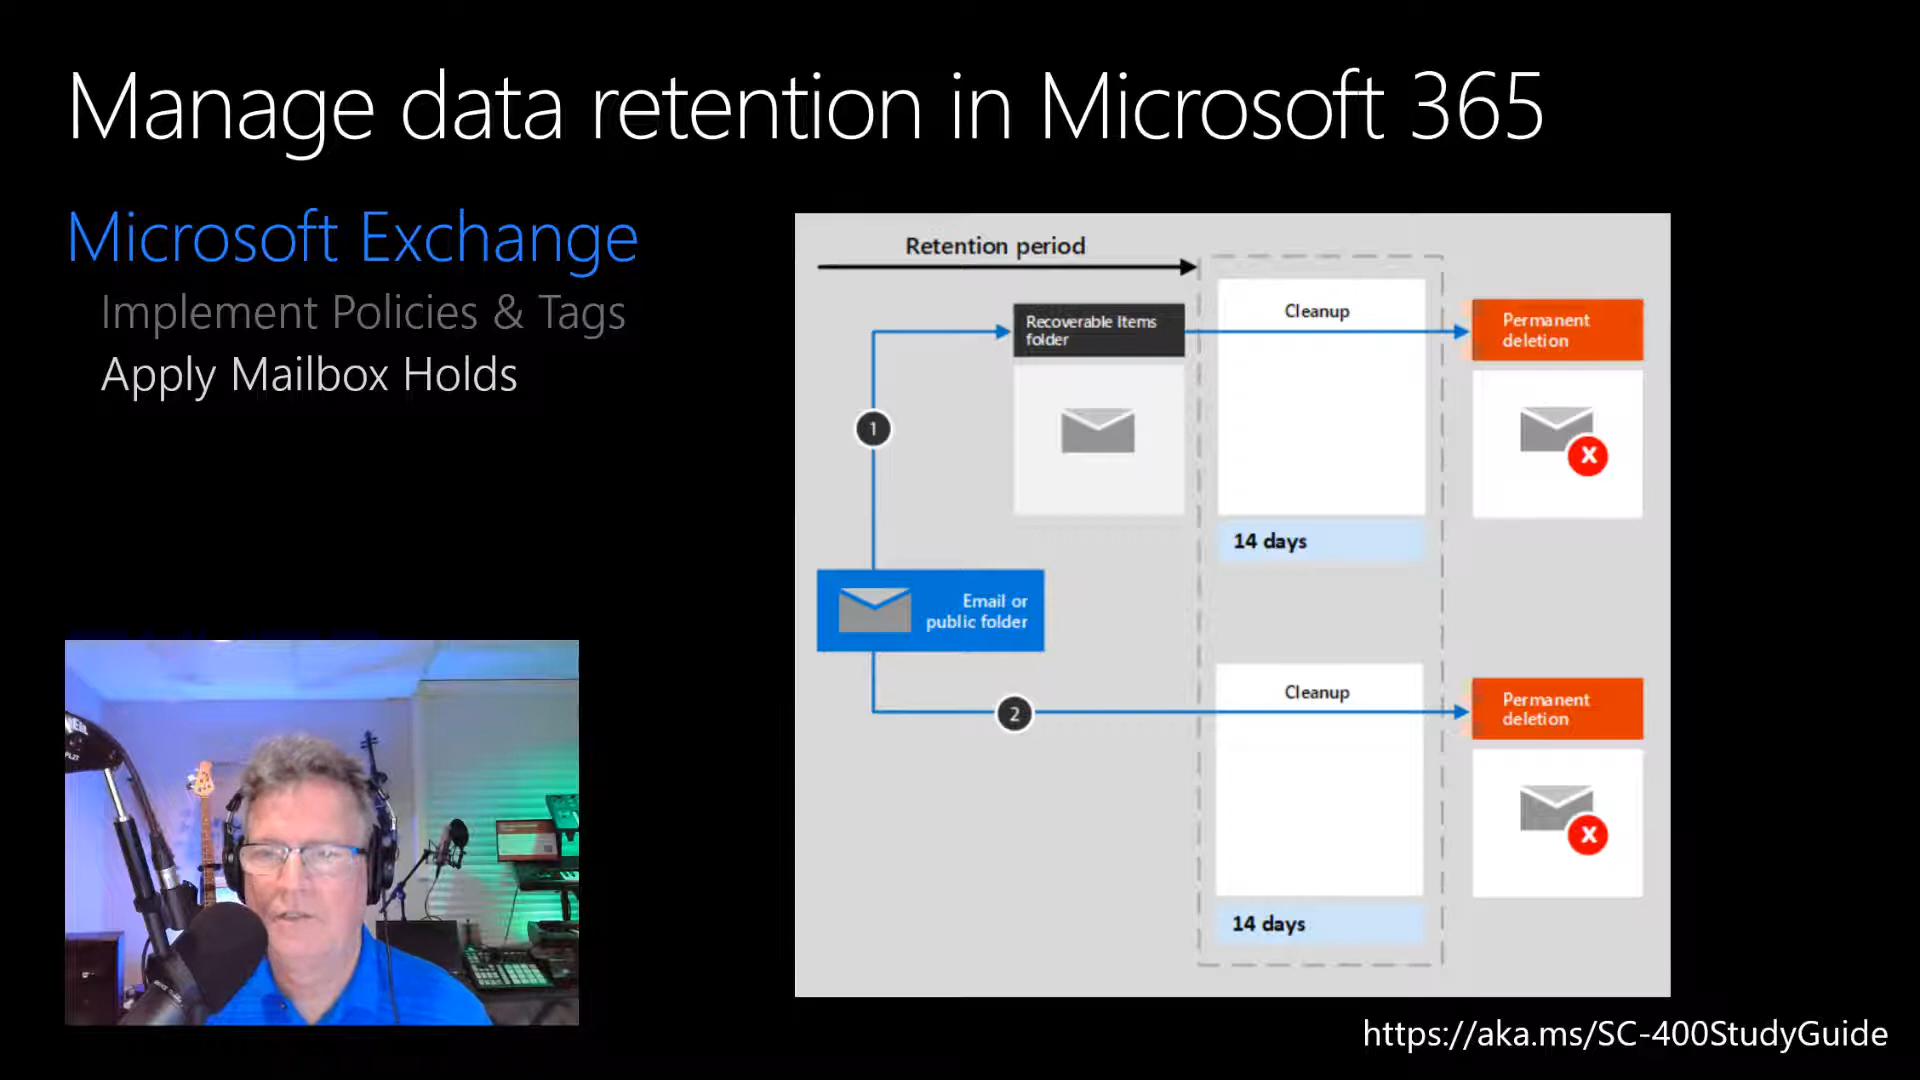 Manage data retention in Microsoft 365
Microsoft Exchange
Implement Policies & Tags
Apply Mailbox Holds
Retention period
Recoverable Items
folder
Cleanup
Permanent
deletion
1
X
14 days
Email or
public folder
2
Cleanup
Permanent
deletion
X
14 days
https://aka.ms/SC-400StudyGuide